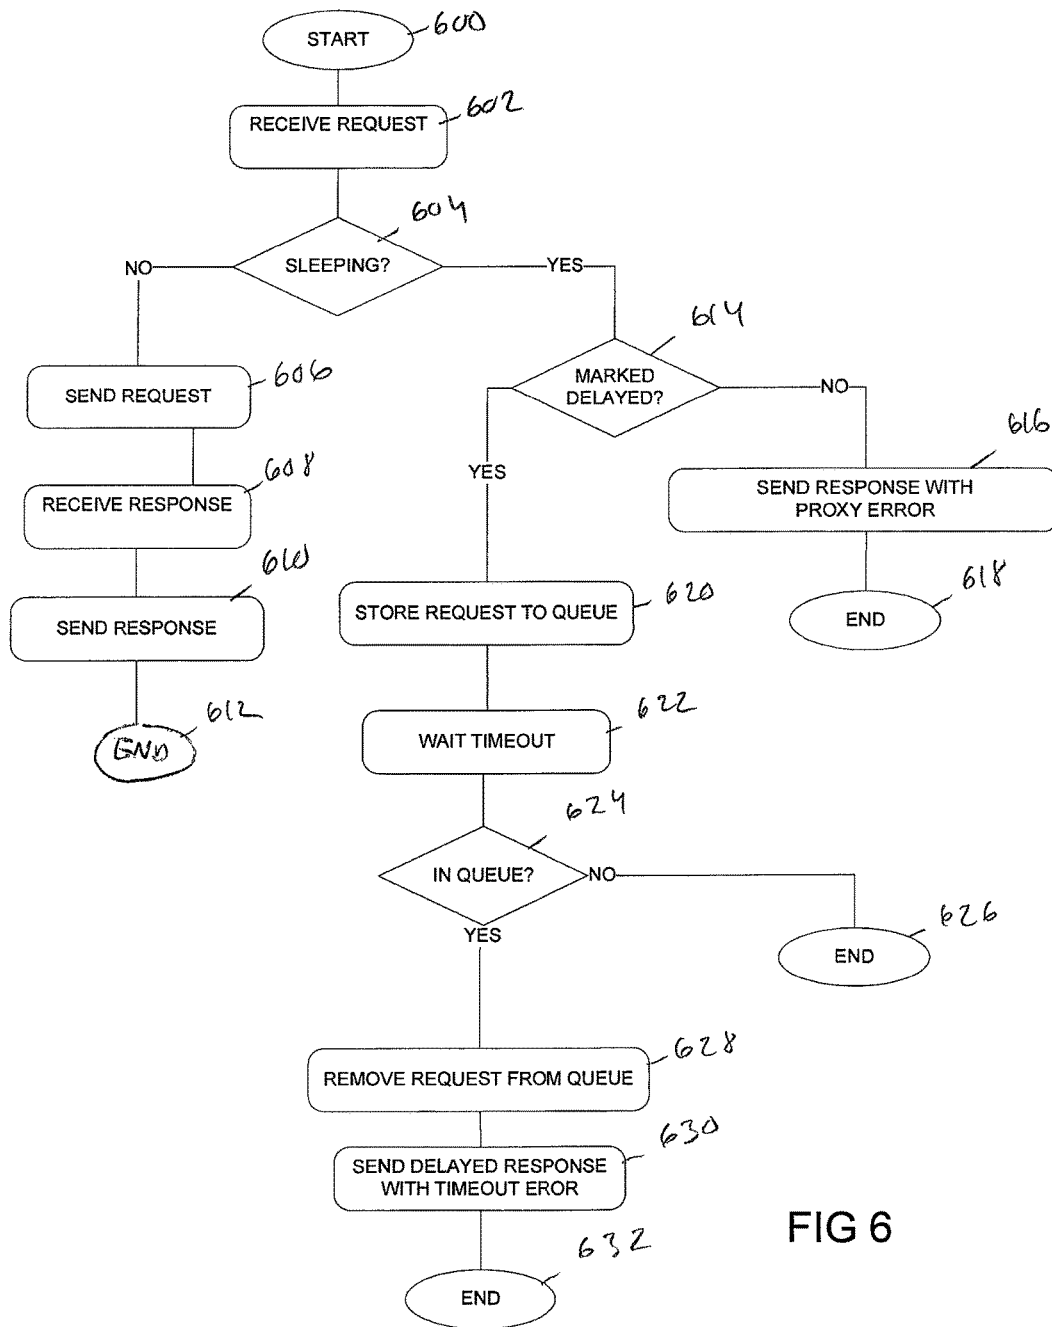 START
600
RECEIVE REQUEST
602
604
SLEEPING?
NO
YES
614
MARKED
DELAYED?
NO
YES
SEND REQUEST
606
616
SEND RESPONSE WITH
PROXY ERROR
RECEIVE RESPONSE
608
610
SEND RESPONSE
618
END
STORE REQUEST TO QUEUE
620
612
END
WAIT TIMEOUT
622
624
IN QUEUE?
NO
YES
626
END
REMOVE REQUEST FROM QUEUE
628
SEND DELAYED RESPONSE
WITH TIMEOUT EROR
630
632
END
FIG 6